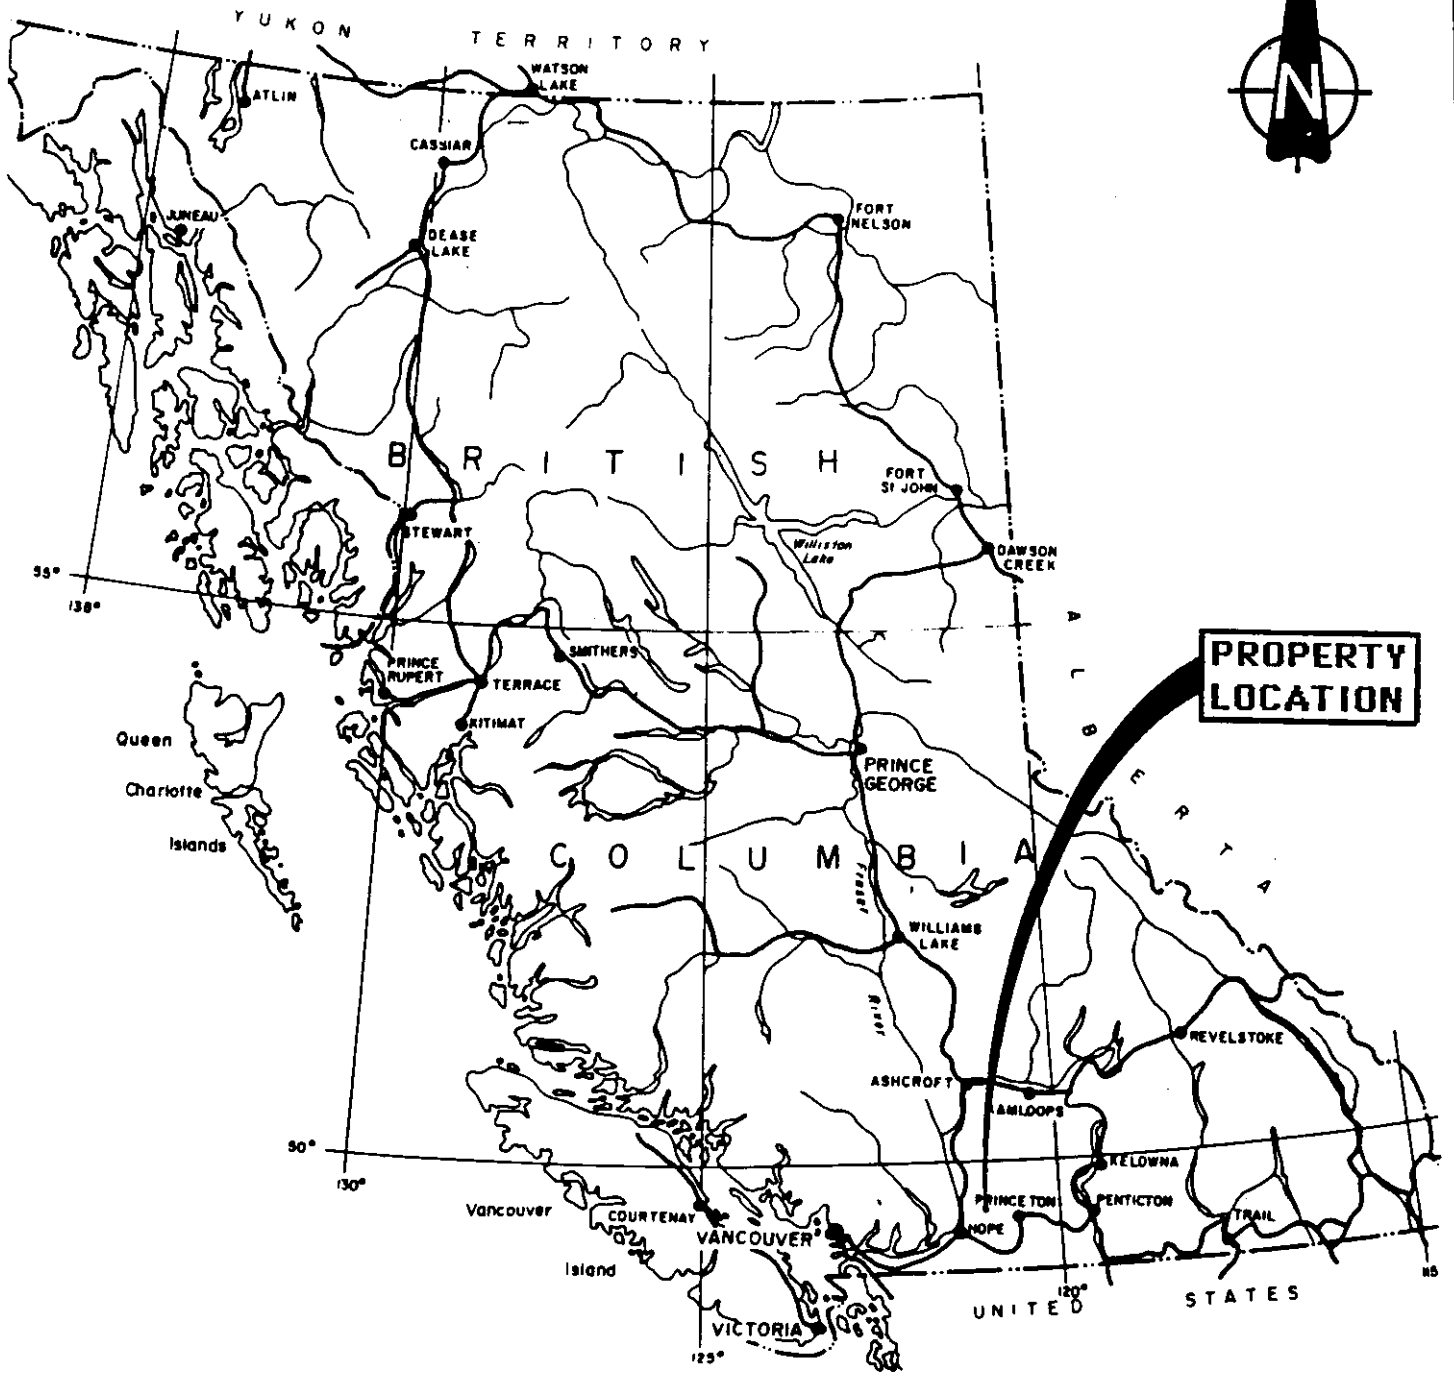 YUKON TERRITORY
N
WATSON
LAKE
ATLIN
CASSIAR
JUNEAU
FORT
NELSON
DEASE
LAKE
BRITISH
FORT
St JOHN
STEWART
Williston
Lake
DAWSON
CREEK
55°
138°
ALBERTA
PROPERTY
LOCATION
SMITHERS
PRINCE
RUPERT
TERRACE
KITIMAT
Queen
Charlotte
Islands
PRINCE
GEORGE
COLUMBIA
Fraser
River
WILLIAMS
LAKE
REVELSTOKE
ASHCROFT
KAMLOOPS
50°
130°
KELOWNA
PRINCETON
PENTICTON
Vancouver
Island
COURTENAY
VANCOUVER
HOPE
TRAIL
120°
115
UNITED STATES
VICTORIA
125°